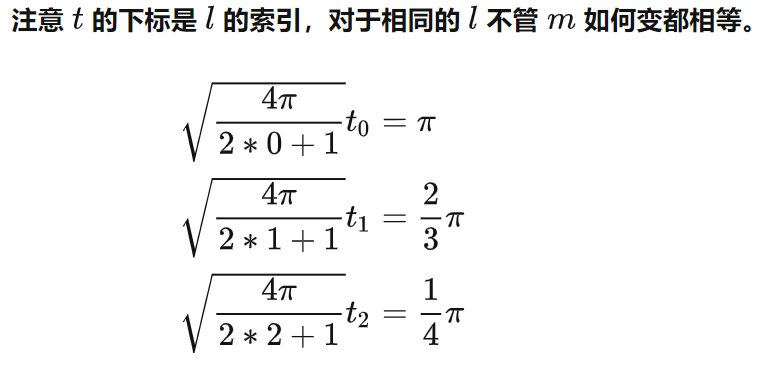 注意 t 的下标是 l 的索引，对于相同的 l 不管 m 如何变都相等。
\sqrt{\frac{4\pi}{2*0+1}}t_0 = \pi
\sqrt{\frac{4\pi}{2*1+1}}t_1 = \frac{2}{3}\pi
\sqrt{\frac{4\pi}{2*2+1}}t_2 = \frac{1}{4}\pi